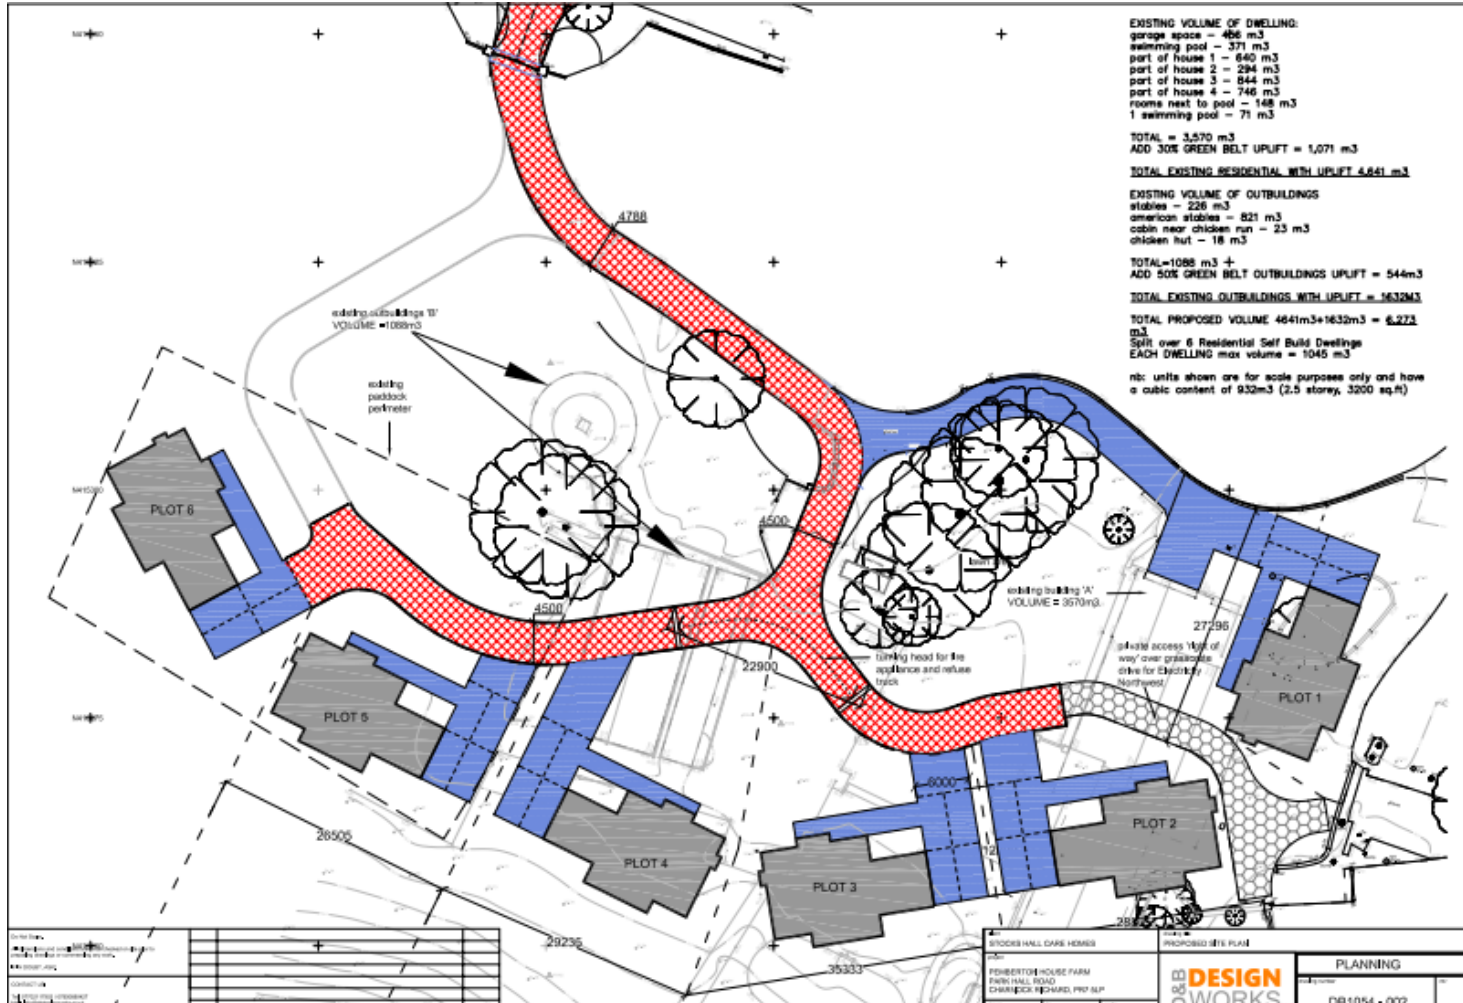 EXISTING VOLUME OF DWELLING:
garage space - 466 m3
swimming pool - 371 m3
part of house 1 - 640 m3
part of house 2 - 294 m3
part of house 3 - 844 m3
part of house 4 - 746 m3
rooms next to pool - 148 m3
1 swimming pool - 71 m3
TOTAL = 3,570 m3
ADD 30% GREEN BELT UPLIFT = 1,071 m3
TOTAL EXISTING RESIDENTIAL WITH UPLIFT 4,641 m3
EXISTING VOLUME OF OUTBUILDINGS
stables - 226 m3
american stables - 821 m3
cabin near chicken run - 23 m3
chicken hut - 18 m3
TOTAL=1088 m3
ADD 50% GREEN BELT OUTBUILDINGS UPLIFT = 544m3
TOTAL EXISTING OUTBUILDINGS WITH UPLIFT = 1632M3
TOTAL PROPOSED VOLUME 4641m3+1632m3 = 6,273
m3
Split over 6 Residential Self Build Dwellings
EACH DWELLING max volume = 1045 m3
nb: units shown are for scale purposes only and have
a cubic content of 932m3 (2.5 storey, 3200 sq.ft)
4788
existing outbuildings 'B'
VOLUME =1088m3
existing
paddock
perimeter
PLOT 6
4500
existing building 'A'
VOLUME = 3570m3.
4500
27296
private access 'right of
way' over grasscrete
drive for Electricity
Northwest
turning head for fire
appliance and refuse
truck
22900
PLOT 1
PLOT 5
6000
PLOT 2
26505
PLOT 4
PLOT 3
29235
35333
STOCKS HALL CARE HOMES
PROPOSED SITE PLAN
PEMBERTON HOUSE FARM
PARK HALL ROAD
CHARNOCK RICHARD, PR7 5LP
D&B DESIGN
WORKS
PLANNING
DB1054 - 002